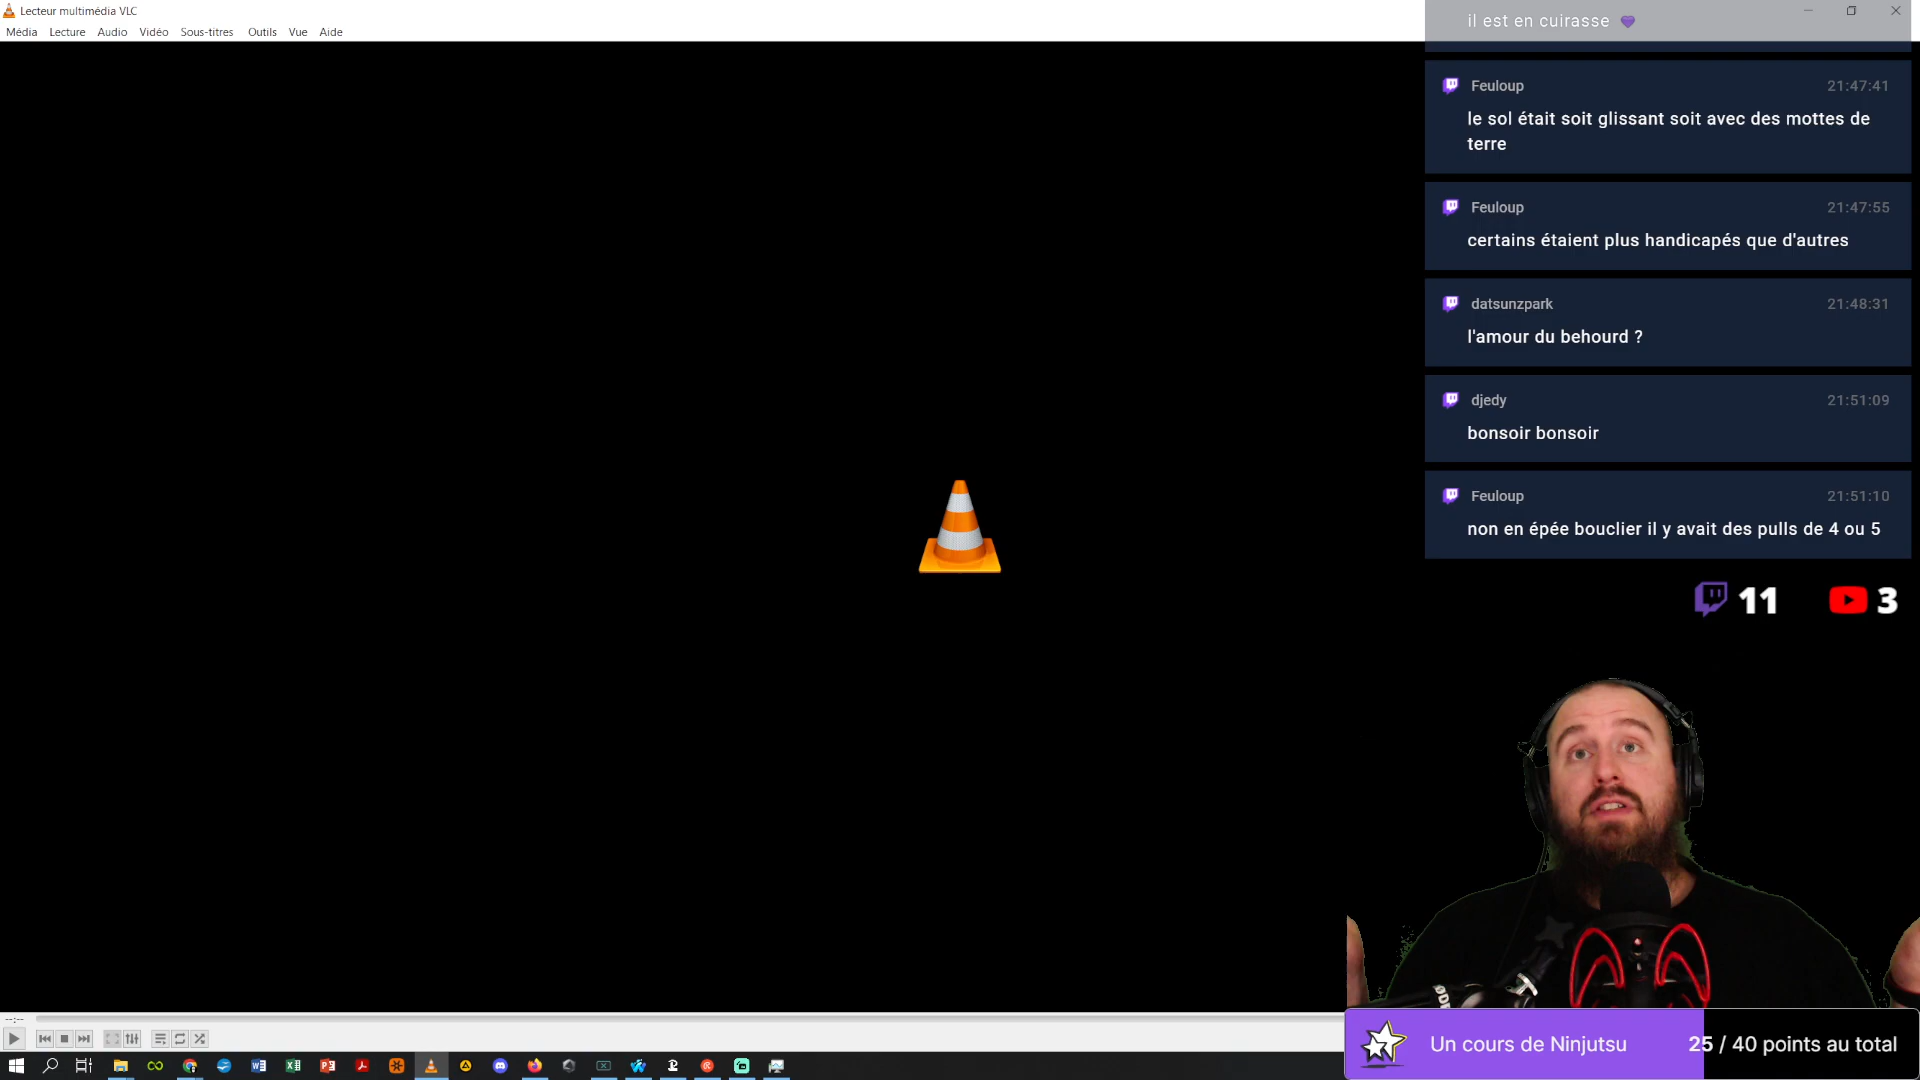 Lecteur multimédia VLC
Média Lecture Audio Vidéo Sous-titres Outils Vue Aide
il est en cuirasse
Feuloup 21:47:41
le sol était soit glissant soit avec des mottes de
terre
Feuloup 21:47:55
certains étaient plus handicapés que d'autres
datsunzpark 21:48:31
l'amour du behourd ?
djedy 21:51:09
bonsoir bonsoir
Feuloup 21:51:10
non en épée bouclier il y avait des pulls de 4 ou 5
11 3
--:--
Un cours de Ninjutsu 25 / 40 points au total